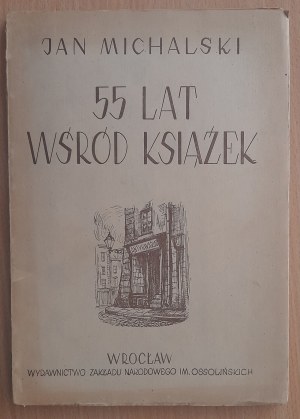 JAN MICHALSKI
55 LAT
WŚRÓD KSIĄŻEK
WROCŁAW
WYDAWNICTWO ZAKŁADU NARODOWEGO IM. OSSOLIŃSKICH